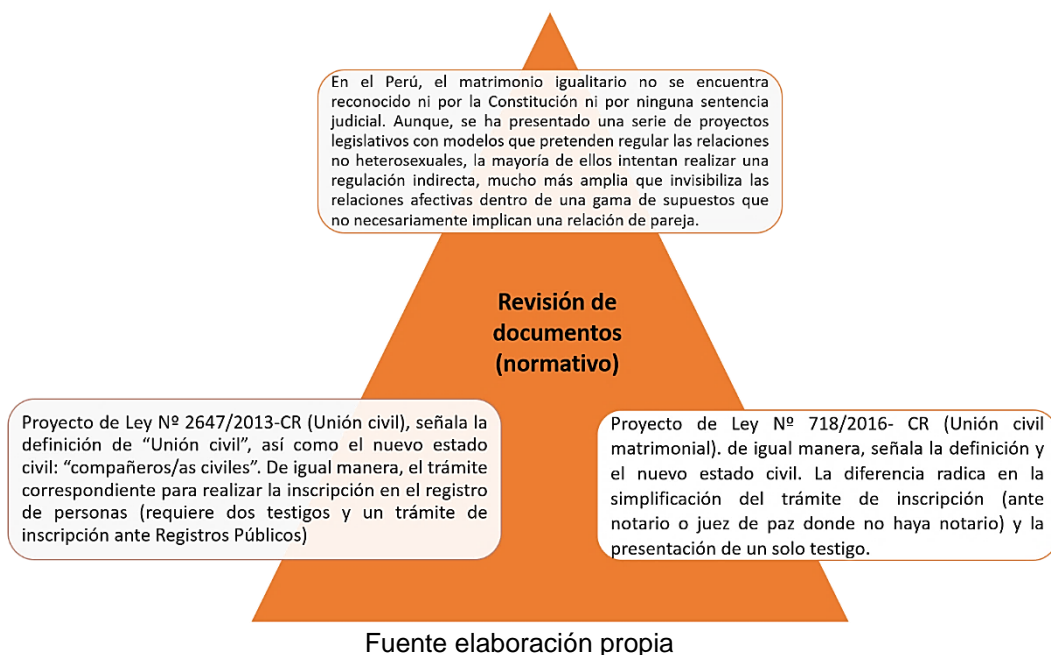 En el Perú, el matrimonio igualitario no se encuentra
reconocido ni por la Constitución ni por ninguna sentencia
judicial. Aunque, se ha presentado una serie de proyectos
legislativos con modelos que pretenden regular las relaciones
no heterosexuales, la mayoría de ellos intentan realizar una
regulación indirecta, mucho más amplia que invisibiliza las
relaciones afectivas dentro de una gama de supuestos que
no necesariamente implican una relación de pareja.
Revisión de
documentos
(normativo)
Proyecto de Ley Nº 2647/2013-CR (Unión civil), señala la
definición de “Unión civil”, así como el nuevo estado
civil: “compañeros/as civiles”. De igual manera, el trámite
correspondiente para realizar la inscripción en el registro
de personas (requiere dos testigos y un trámite de
inscripción ante Registros Públicos)
Proyecto de Ley Nº 718/2016- CR (Unión civil
matrimonial). de igual manera, señala la definición y
el nuevo estado civil. La diferencia radica en la
simplificación del trámite de inscripción (ante
notario o juez de paz donde no haya notario) y la
presentación de un solo testigo.
Fuente elaboración propia